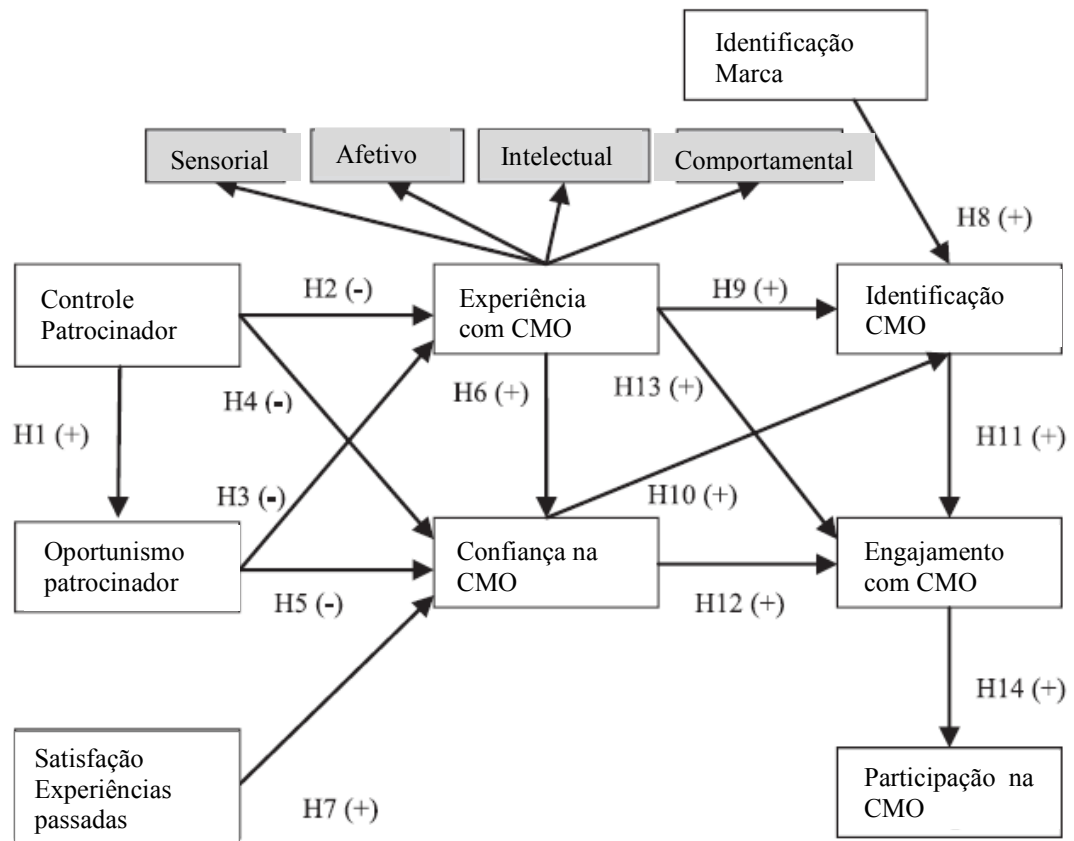 Identificação
Marca
Sensorial
Afetivo
Intelectual
Comportamental
H8 (+)
Controle
Patrocinador
H2 (-)
Experiência
com CMO
H9 (+)
Identificação
CMO
H4 (-)
H6 (+)
H13 (+)
H1 (+)
H11 (+)
H3 (-)
H10 (+)
Oportunismo
patrocinador
Confiança na
CMO
Engajamento
com CMO
H5 (-)
H12 (+)
H14 (+)
Satisfação
Experiências
passadas
H7 (+)
Participação na
CMO